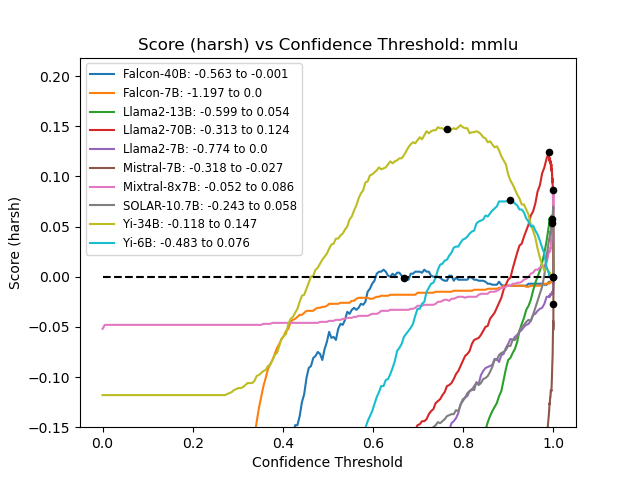 Score (harsh) vs Confidence Threshold: mmlu
Score (harsh)
0.20
0.15
0.10
0.05
0.00
−0.05
−0.10
−0.15
Falcon-40B: -0.563 to -0.001
Falcon-7B: -1.197 to 0.0
Llama2-13B: -0.599 to 0.054
Llama2-70B: -0.313 to 0.124
Llama2-7B: -0.774 to 0.0
Mistral-7B: -0.318 to -0.027
Mixtral-8x7B: -0.052 to 0.086
SOLAR-10.7B: -0.243 to 0.058
Yi-34B: -0.118 to 0.147
Yi-6B: -0.483 to 0.076
0.0 0.2 0.4 0.6 0.8 1.0
Confidence Threshold